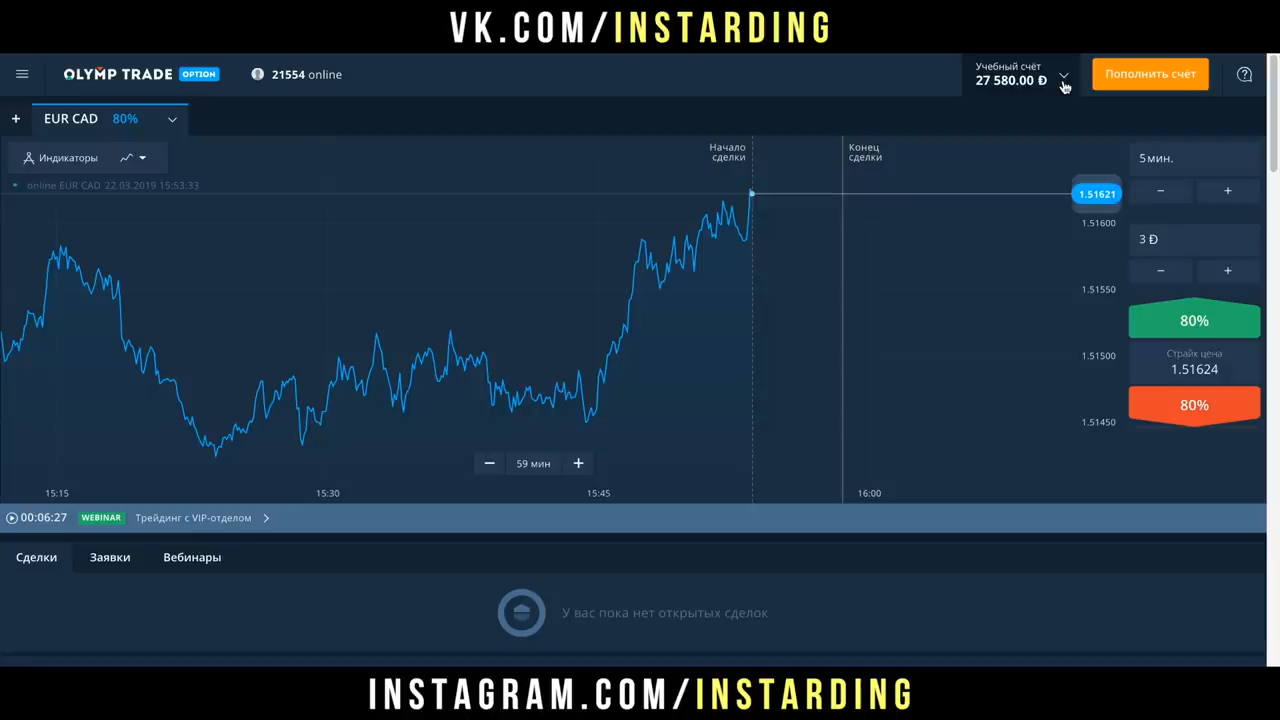 VK.COM/INSTARDING
OLYMP TRADE OPTION
21554 online
Учебный счёт
27 580.00 Đ
Пополнить счёт
+ EUR CAD 80%
Индикаторы
online EUR CAD 22.03.2019 15:53:33
Начало
сделки
Конец
сделки
1.51621
1.51600
1.51550
1.51500
1.51450
5мин.
− +
3 Đ
− +
80%
Страйк цена
1.51624
80%
− 59 мин +
15:15 15:30 15:45 16:00
00:06:27 WEBINAR Трейдинг с VIP-отделом
Сделки Заявки Вебинары
У вас пока нет открытых сделок
INSTAGRAM.COM/INSTARDING